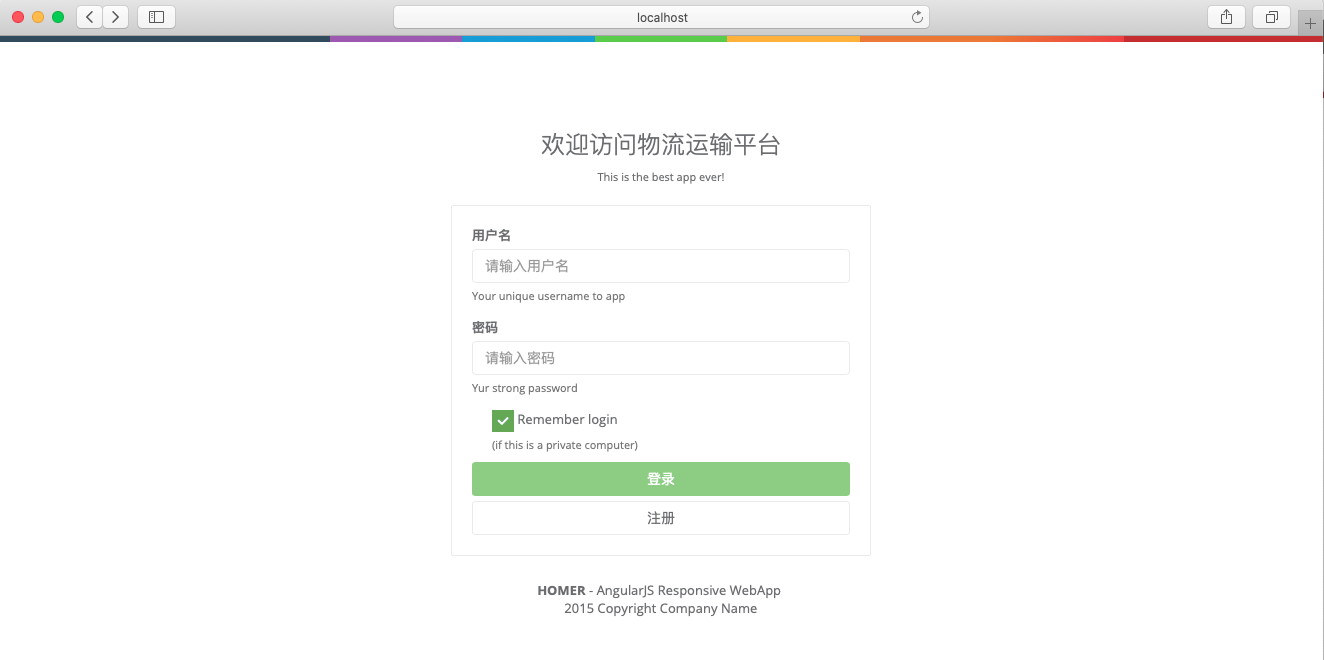 localhost
欢迎访问物流运输平台
This is the best app ever!
用户名
请输入用户名
Your unique username to app
密码
请输入密码
Yur strong password
Remember login
(if this is a private computer)
登录
注册
HOMER - AngularJS Responsive WebApp
2015 Copyright Company Name